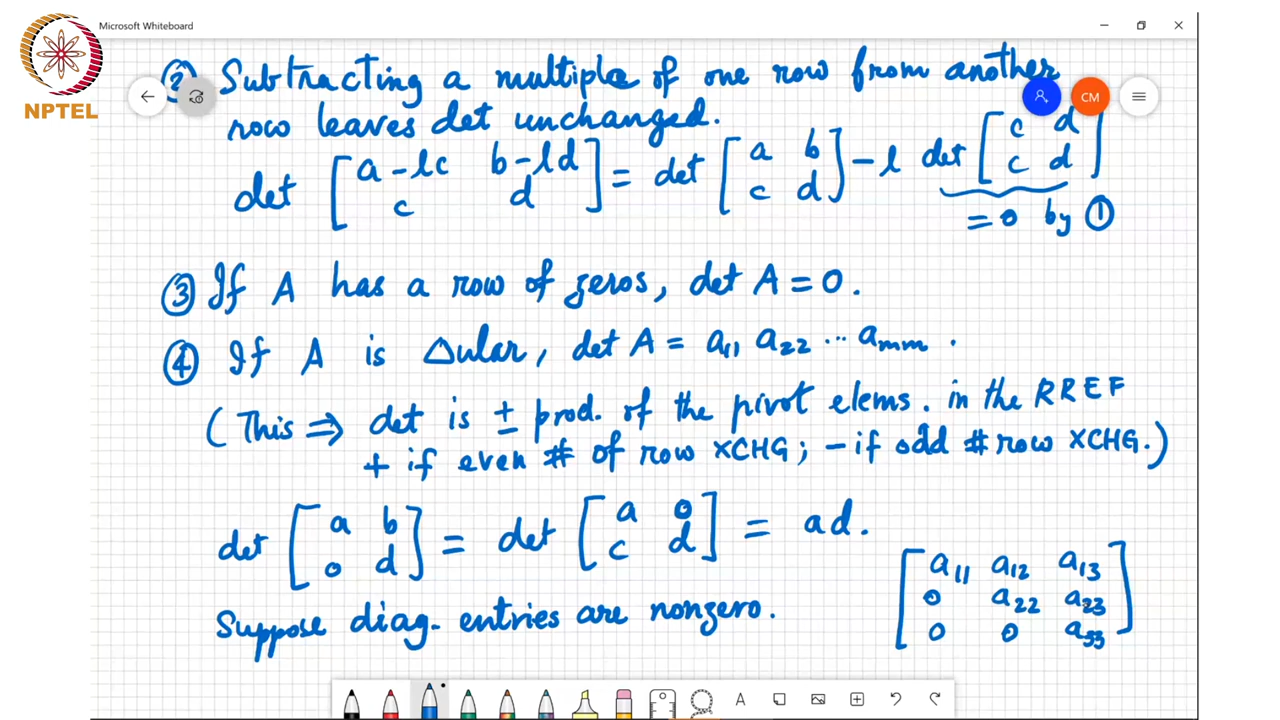 Microsoft Whiteboard
NPTEL
② Subtracting a multiple of one row from another
row leaves det unchanged.
CM
det [ a - lc b - ld ; c d ] = det [ a b ; c d ] - l det [ c d ; c d ]
= 0 by ①
③ If A has a row of zeros, det A = 0.
④ If A is Δular, det A = a11 a22 ... amm .
( This ⇒ det is ± prod. of the pivot elems. in the RREF
+ if even # of row XCHG ; - if odd # row XCHG. )
det [ a b ; 0 d ] = det [ a 0 ; c d ] = ad.
Suppose diag. entries are nonzero.
[ a11 a12 a13 ; 0 a22 a23 ; 0 0 a33 ]
A